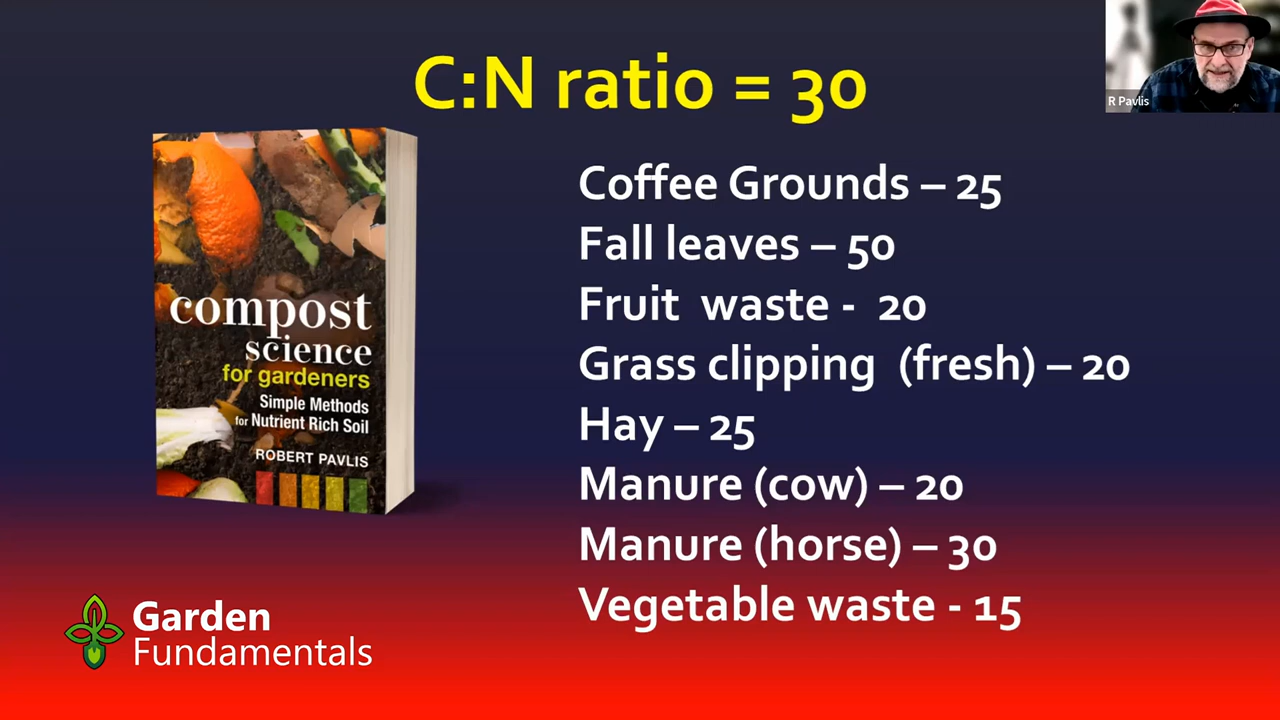 C:N ratio = 30
R Pavlis
compost
science
for gardeners
Simple Methods
for Nutrient Rich Soil
ROBERT PAVLIS
Coffee Grounds – 25
Fall leaves – 50
Fruit waste - 20
Grass clipping (fresh) – 20
Hay – 25
Manure (cow) – 20
Manure (horse) – 30
Vegetable waste - 15
Garden
Fundamentals